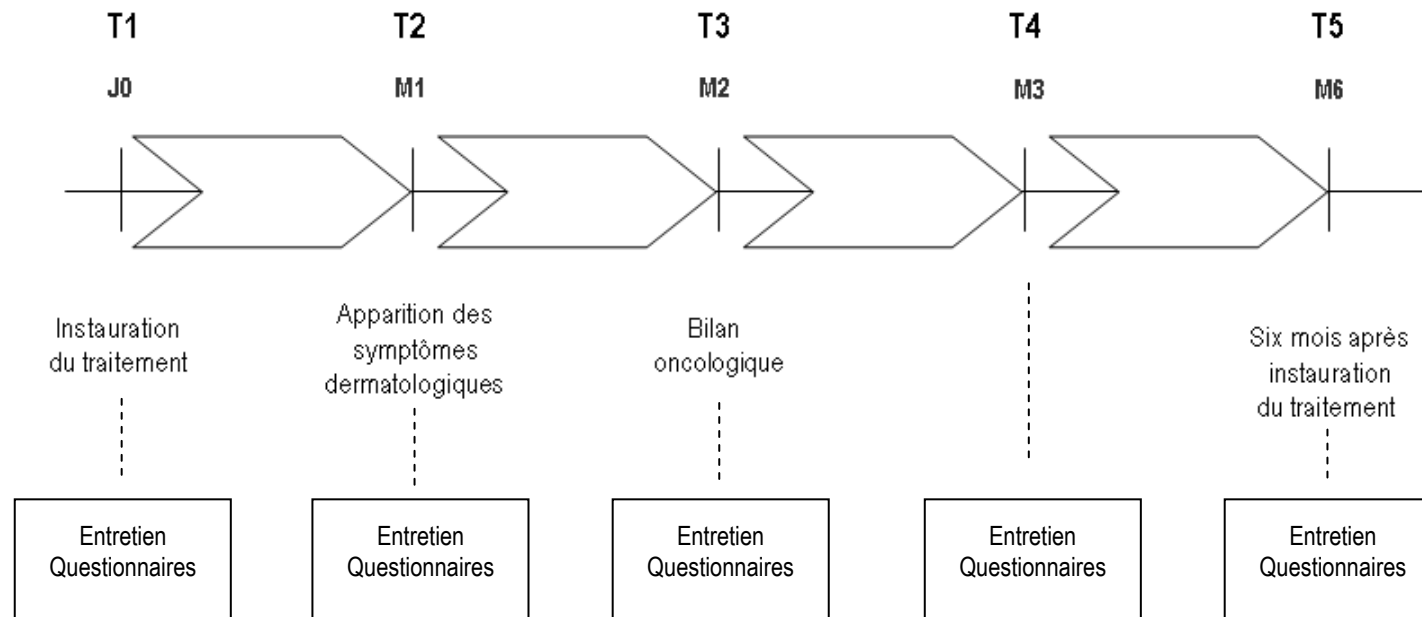 T1
T2
T3
T4
T5
J0
M1
M2
M3
M6
Instauration
du traitement
Apparition des
symptômes
dermatologiques
Bilan
oncologique
Six mois après
instauration
du traitement
Entretien
Questionnaires
Entretien
Questionnaires
Entretien
Questionnaires
Entretien
Questionnaires
Entretien
Questionnaires